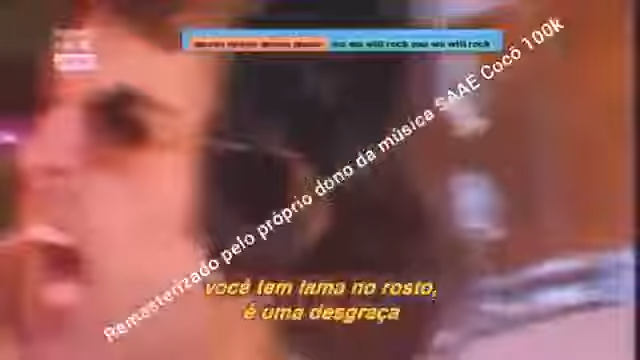 we will rock you we will rock
Remasterizado pelo próprio dono da música SAAE Cocô 100k
você tem lama no rosto,
é uma desgraça